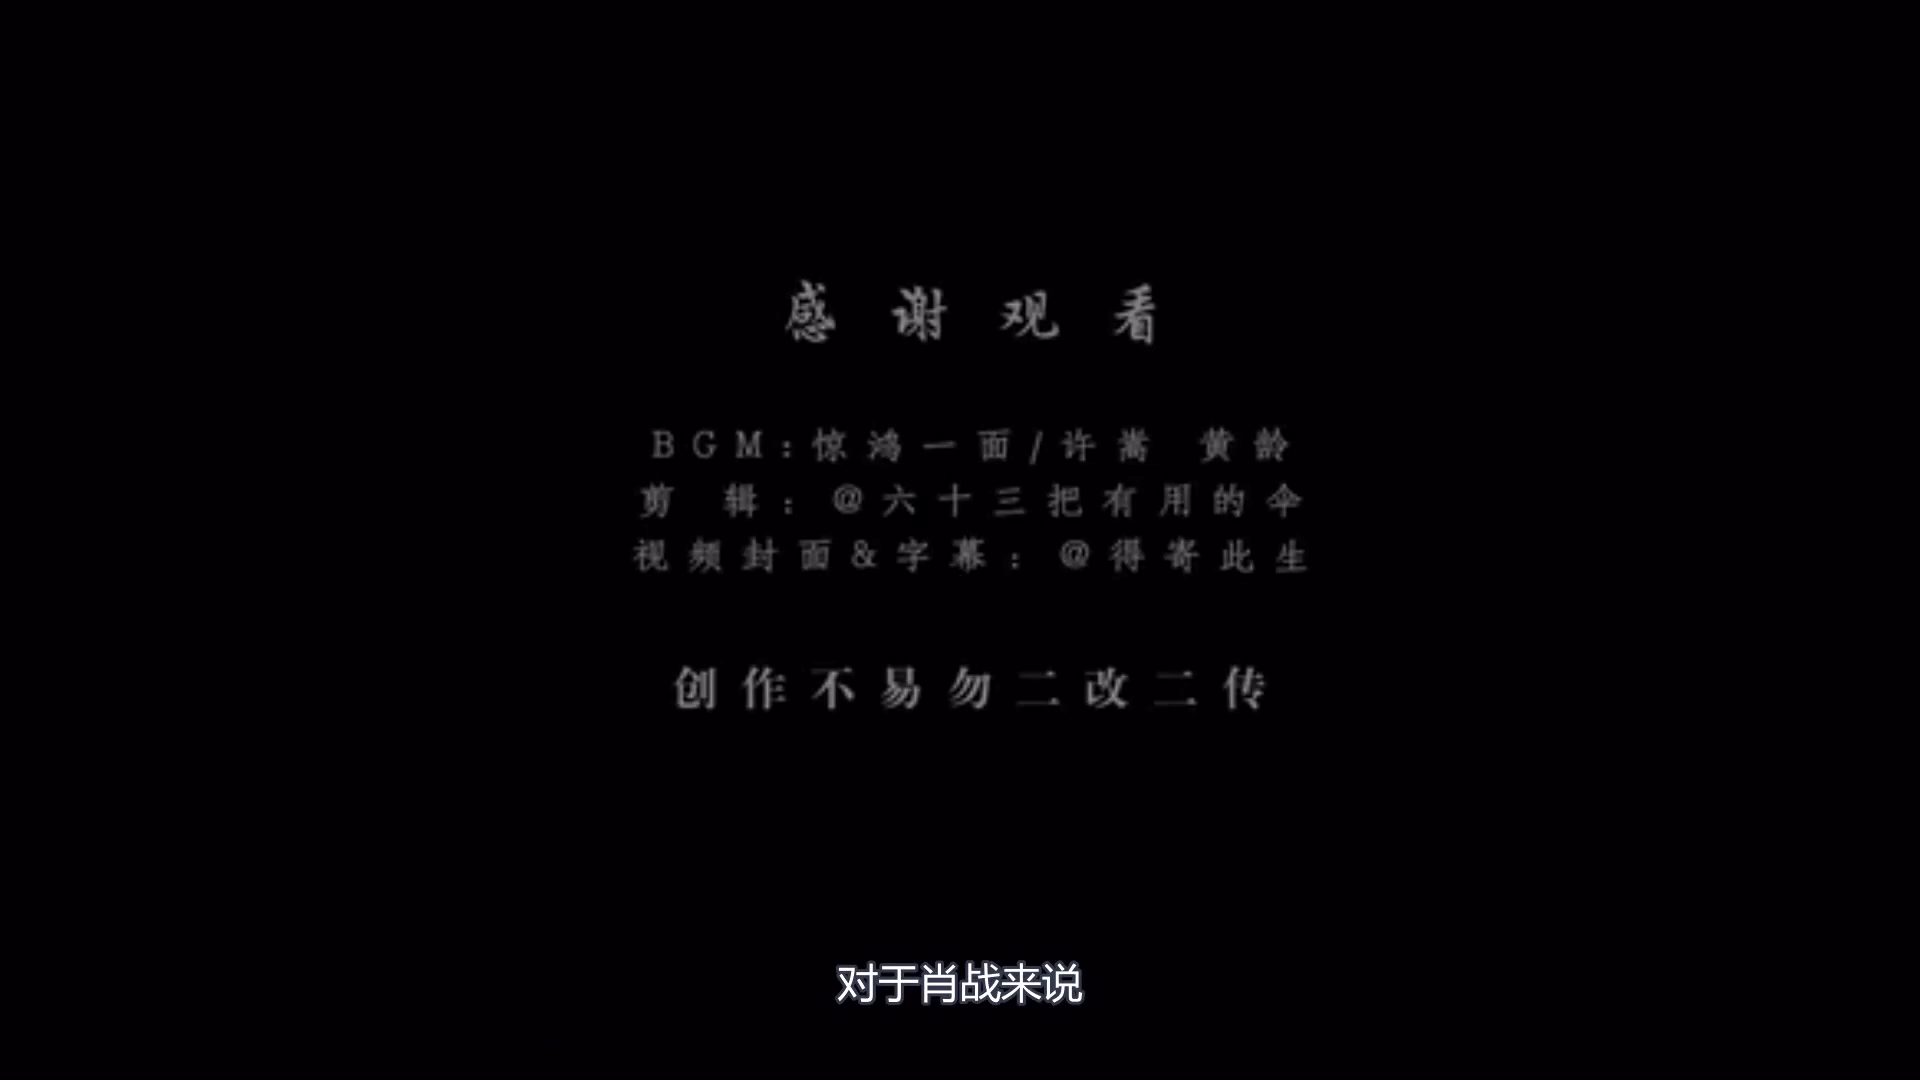 感谢观看
BGM:惊鸿一面/许嵩 黄龄
剪 辑：@六十三把有用的伞
视频封面&字幕：@得寄此生
创作不易勿二改二传
对于肖战来说